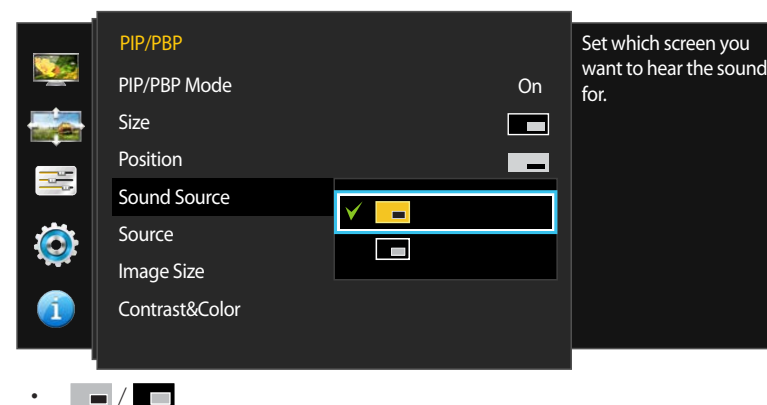 PIP/PBP
PIP/PBP Mode On
Size
Position
Sound Source
Source
Image Size
Contrast&Color
Set which screen you
want to hear the sound
for.
i
• /